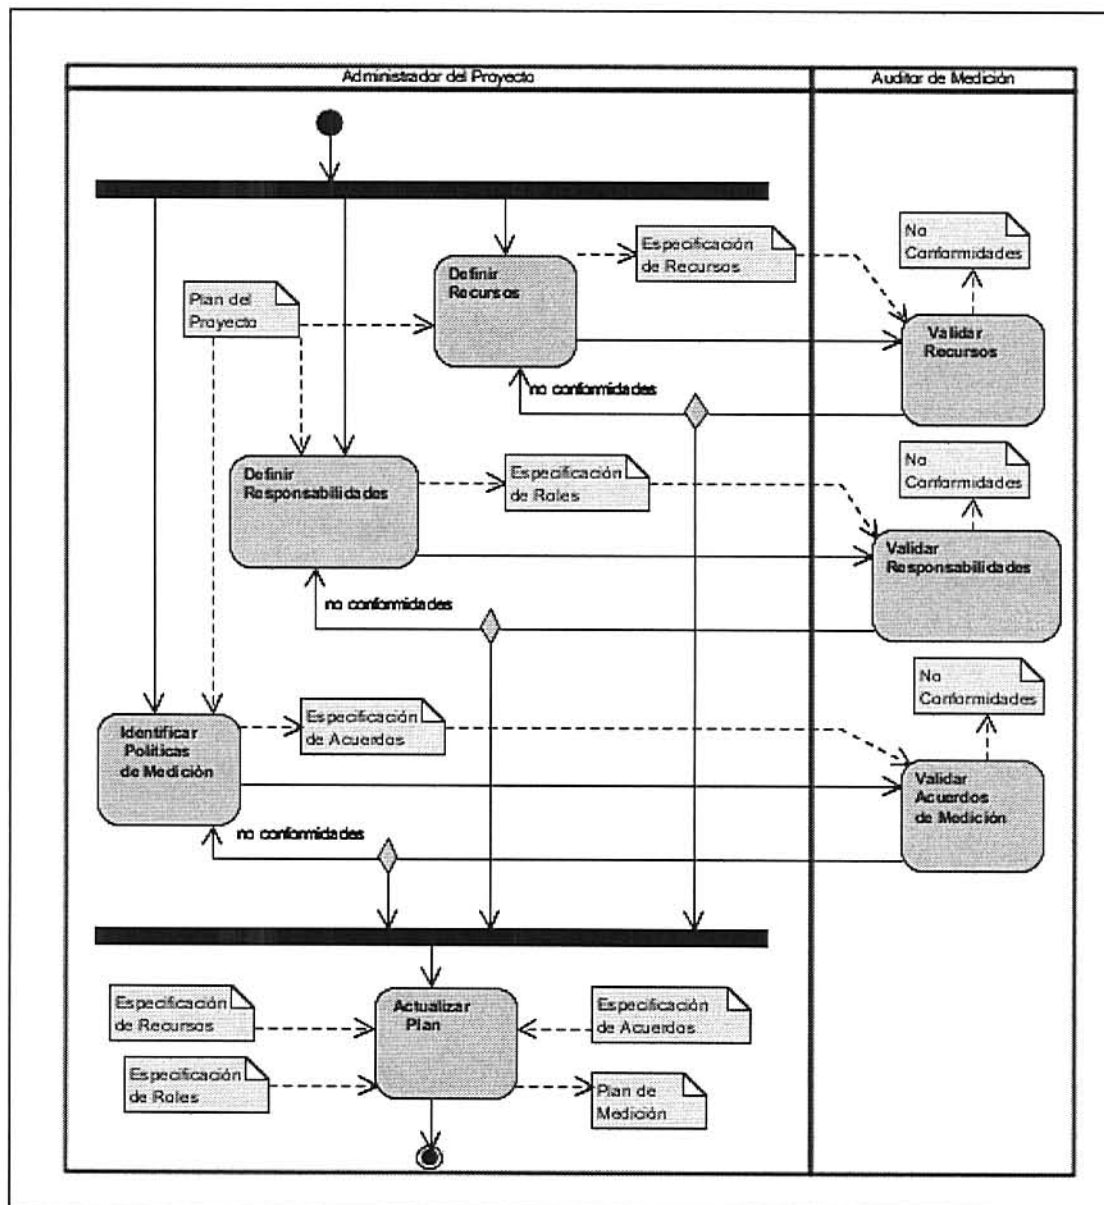 Administrador del Proyecto
Auditor de Medición
No
Conformidades
Especificación
de Recursos
Definir
Recursos
Plan del
Proyecto
Validar
Recursos
no conformidades
No
Conformidades
Definir
Responsabilidades
Especificación
de Roles
Validar
Responsabilidades
no conformidades
No
Conformidades
Identificar
Políticas
de Medición
Especificación
de Acuerdos
Validar
Acuerdos
de Medición
no conformidades
Especificación
de Recursos
Actualizar
Plan
Especificación
de Acuerdos
Especificación
de Roles
Plan de
Medición